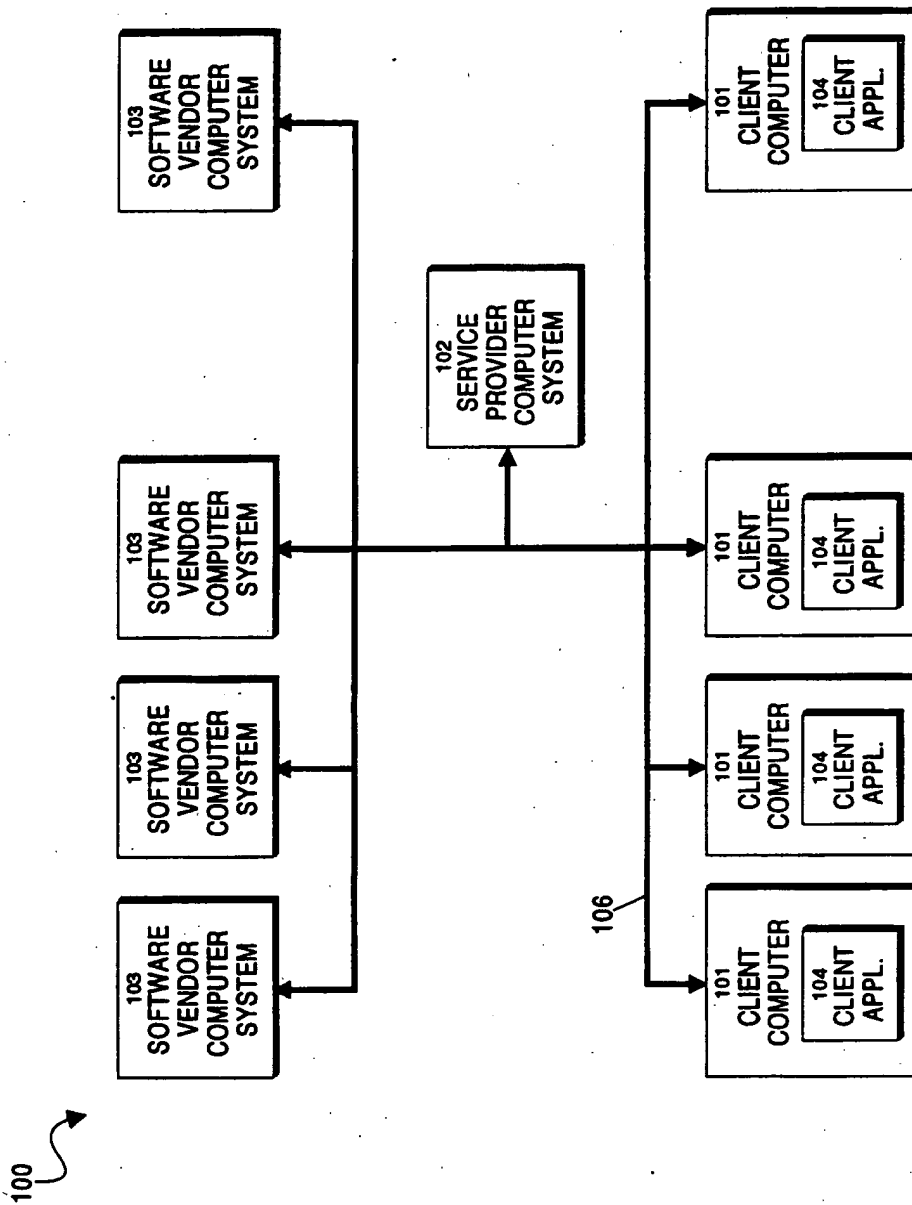 100
103
SOFTWARE
VENDOR
COMPUTER
SYSTEM
103
SOFTWARE
VENDOR
COMPUTER
SYSTEM
103
SOFTWARE
VENDOR
COMPUTER
SYSTEM
103
SOFTWARE
VENDOR
COMPUTER
SYSTEM
102
SERVICE
PROVIDER
COMPUTER
SYSTEM
106
101
CLIENT
COMPUTER
104
CLIENT
APPL.
101
CLIENT
COMPUTER
104
CLIENT
APPL.
101
CLIENT
COMPUTER
104
CLIENT
APPL.
101
CLIENT
COMPUTER
104
CLIENT
APPL.